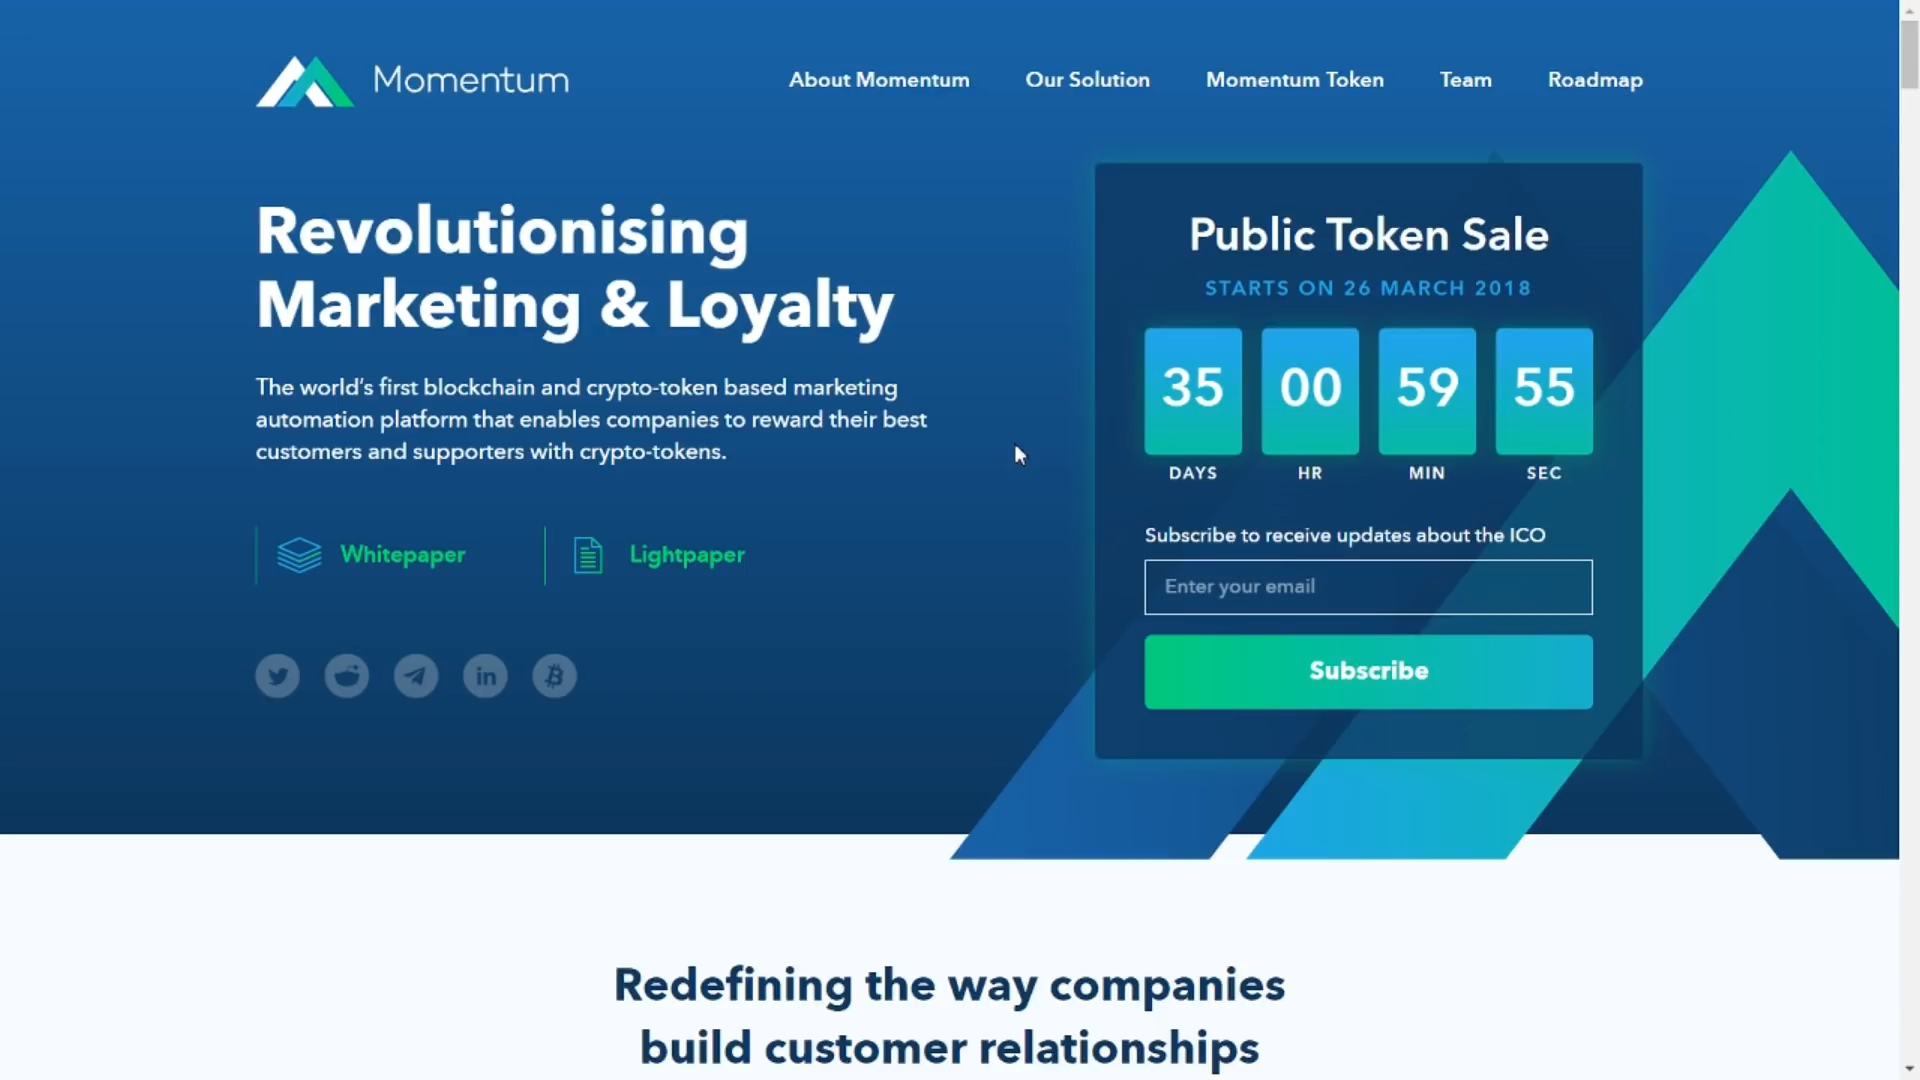 Momentum
About Momentum
Our Solution
Momentum Token
Team
Roadmap
Revolutionising
Marketing & Loyalty
The world's first blockchain and crypto-token based marketing
automation platform that enables companies to reward their best
customers and supporters with crypto-tokens.
Whitepaper
Lightpaper
Public Token Sale
STARTS ON 26 MARCH 2018
35 00 59 55
DAYS HR MIN SEC
Subscribe to receive updates about the ICO
Enter your email
Subscribe
Redefining the way companies
build customer relationships